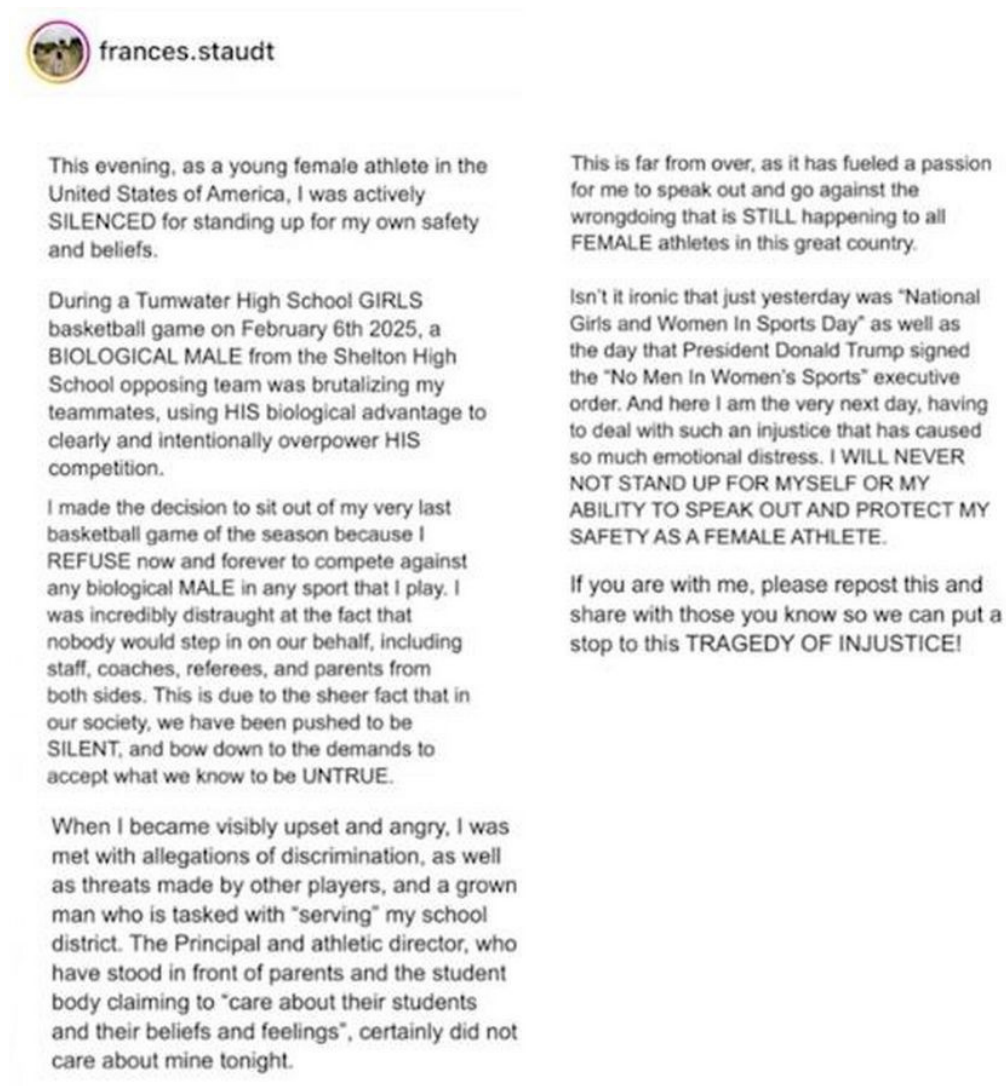 frances.staudt
This evening, as a young female athlete in the
United States of America, I was actively
SILENCED for standing up for my own safety
and beliefs.
During a Tumwater High School GIRLS
basketball game on February 6th 2025, a
BIOLOGICAL MALE from the Shelton High
School opposing team was brutalizing my
teammates, using HIS biological advantage to
clearly and intentionally overpower HIS
competition.
I made the decision to sit out of my very last
basketball game of the season because I
REFUSE now and forever to compete against
any biological MALE in any sport that I play. I
was incredibly distraught at the fact that
nobody would step in on our behalf, including
staff, coaches, referees, and parents from
both sides. This is due to the sheer fact that in
our society, we have been pushed to be
SILENT, and bow down to the demands to
accept what we know to be UNTRUE.
When I became visibly upset and angry, I was
met with allegations of discrimination, as well
as threats made by other players, and a grown
man who is tasked with "serving" my school
district. The Principal and athletic director, who
have stood in front of parents and the student
body claiming to "care about their students
and their beliefs and feelings", certainly did not
care about mine tonight.
This is far from over, as it has fueled a passion
for me to speak out and go against the
wrongdoing that is STILL happening to all
FEMALE athletes in this great country.
Isn't it ironic that just yesterday was "National
Girls and Women In Sports Day" as well as
the day that President Donald Trump signed
the "No Men In Women's Sports" executive
order. And here I am the very next day, having
to deal with such an injustice that has caused
so much emotional distress. I WILL NEVER
NOT STAND UP FOR MYSELF OR MY
ABILITY TO SPEAK OUT AND PROTECT MY
SAFETY AS A FEMALE ATHLETE.
If you are with me, please repost this and
share with those you know so we can put a
stop to this TRAGEDY OF INJUSTICE!